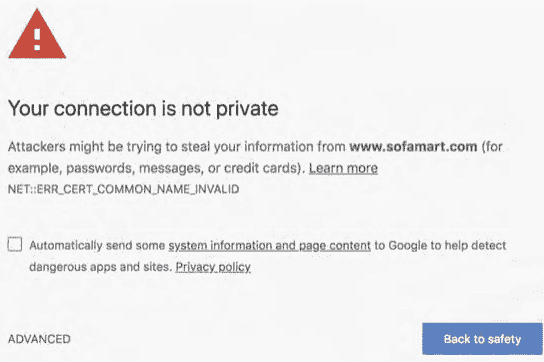 Your connection is not private
Attackers might be trying to steal your information from www.sofamart.com (for
example, passwords, messages, or credit cards). Learn more
NET::ERR_CERT_COMMON_NAME_INVALID
Automatically send some system information and page content to Google to help detect
dangerous apps and sites. Privacy policy
ADVANCED
Back to safety